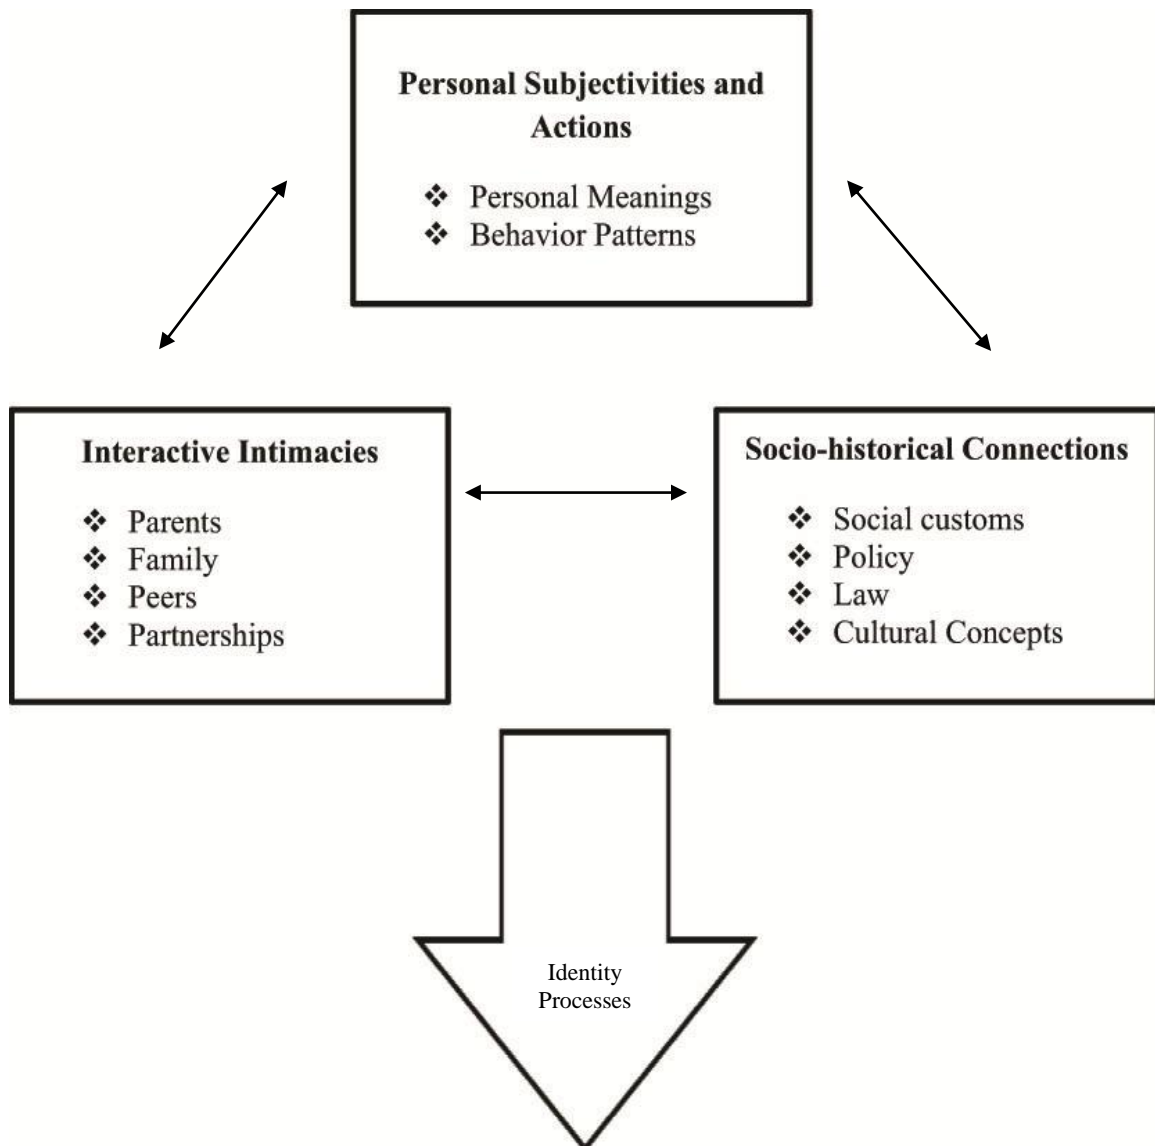 Personal Subjectivities and
Actions
❖ Personal Meanings
❖ Behavior Patterns
Interactive Intimacies
❖ Parents
❖ Family
❖ Peers
❖ Partnerships
Socio-historical Connections
❖ Social customs
❖ Policy
❖ Law
❖ Cultural Concepts
Identity
Processes